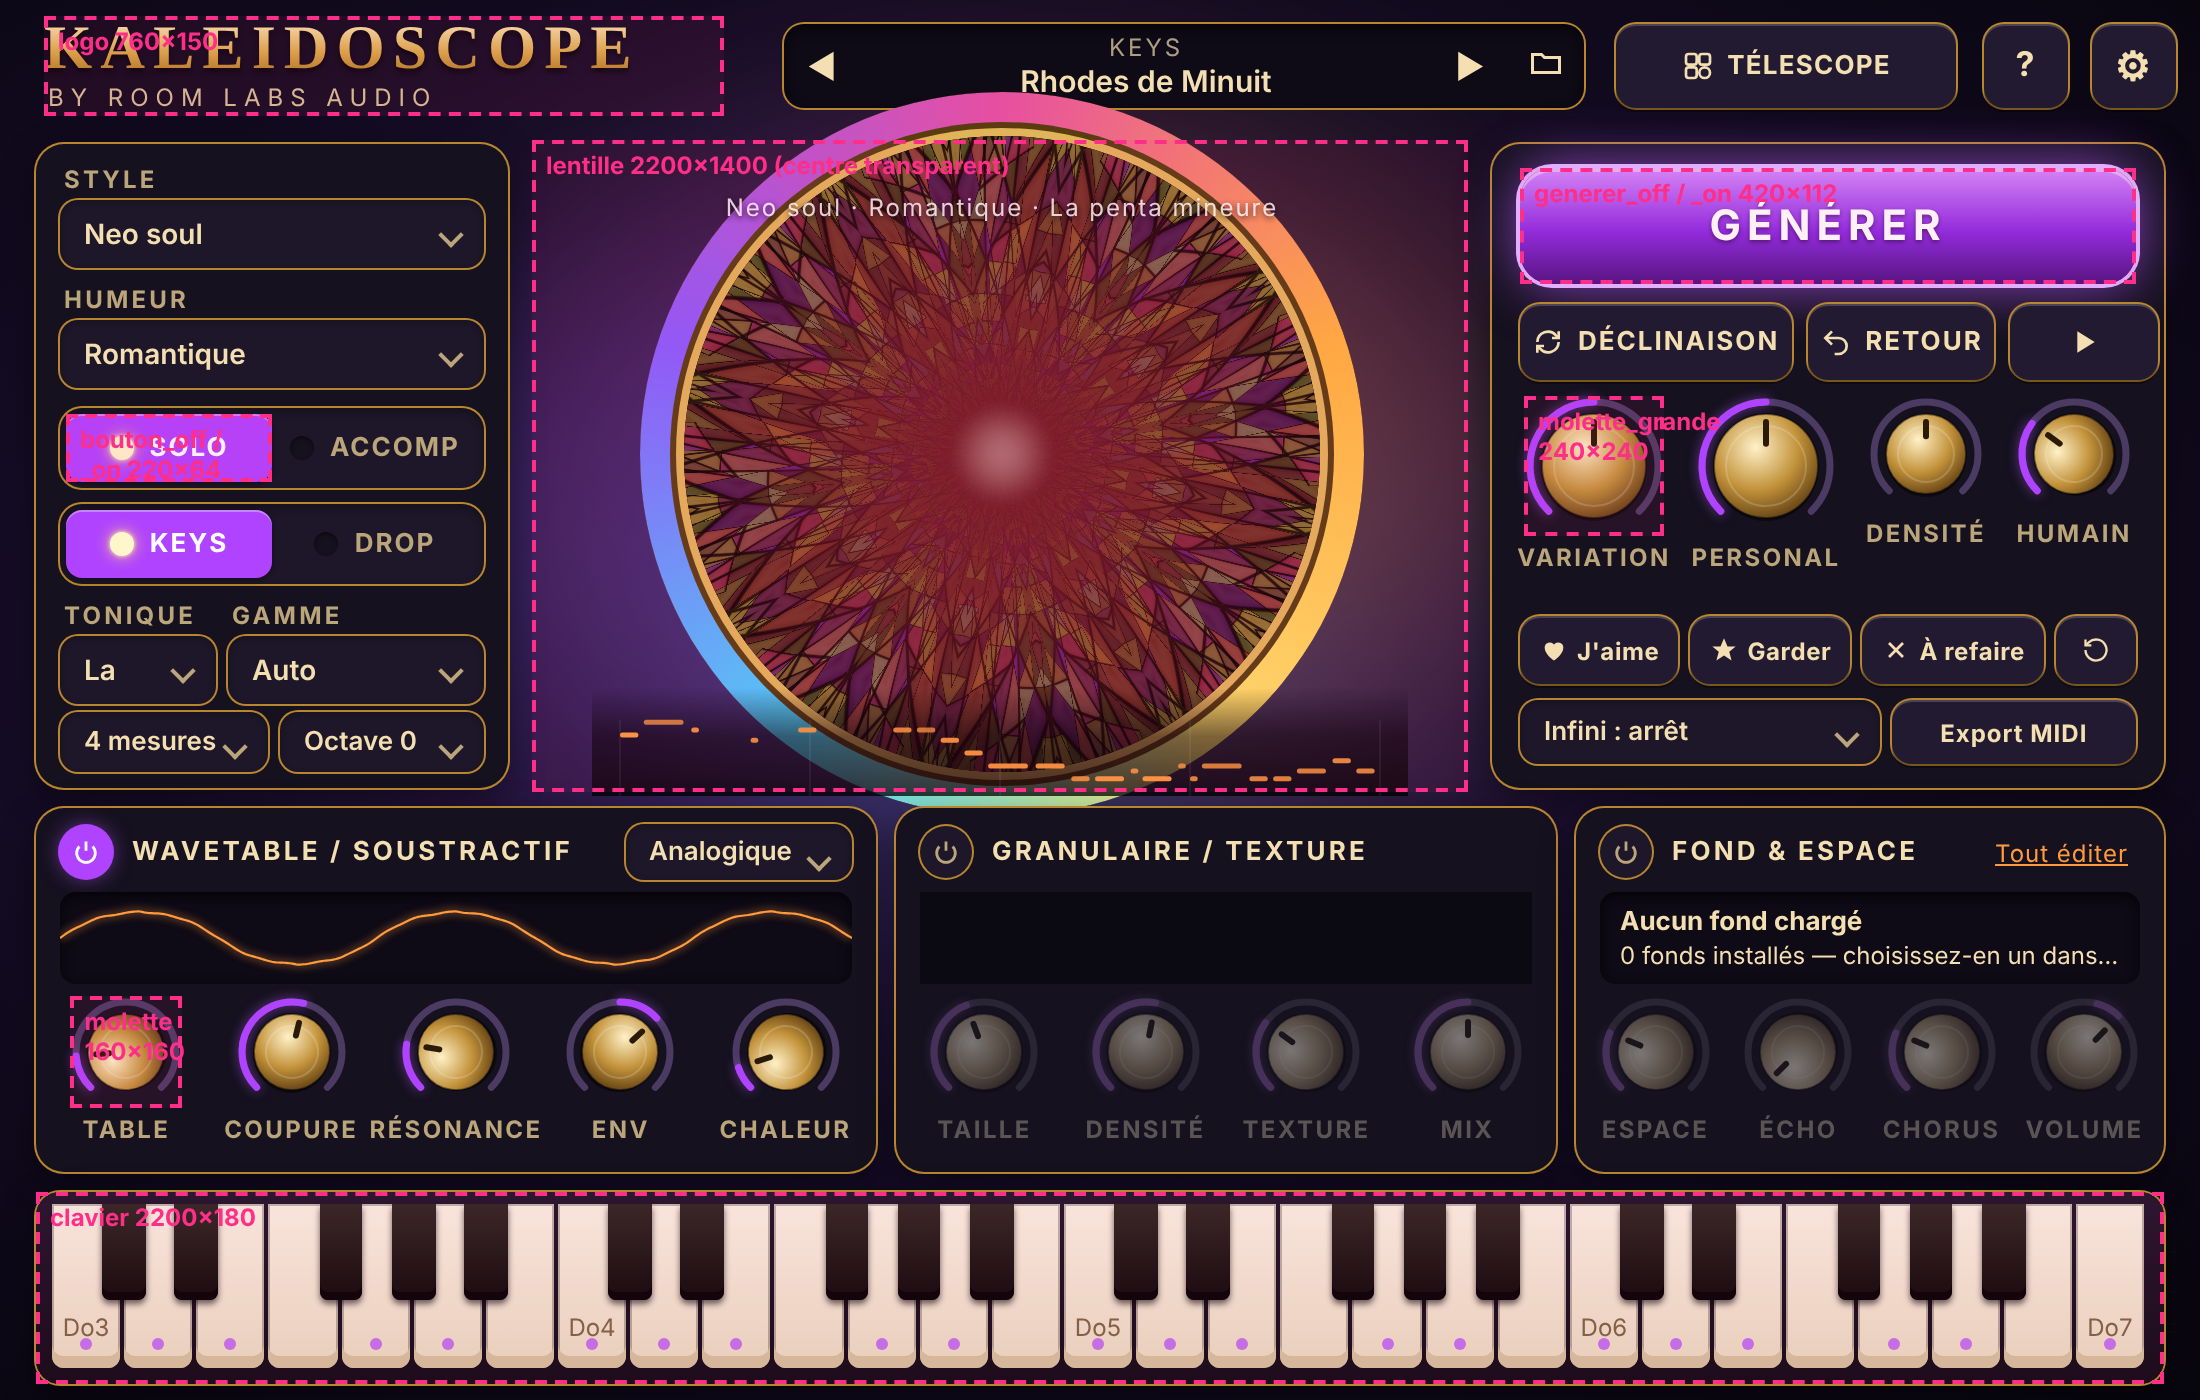 KALEIDOSCOPE
logo 760×150
BY ROOM LABS AUDIO
KEYS
Rhodes de Minuit
TÉLESCOPE
?
STYLE
Neo soul
HUMEUR
Romantique
bouton_off /
_on 220×64
SOLO
ACCOMP
KEYS
DROP
TONIQUE
GAMME
La
Auto
4 mesures
Octave 0
lentille 2200×1400 (centre transparent)
Neo soul · Romantique · La penta mineure
generer_off / _on 420×112
GÉNÉRER
DÉCLINAISON
RETOUR
molette_grande
240×240
VARIATION
PERSONAL
DENSITÉ
HUMAIN
J'aime
Garder
À refaire
Infini : arrêt
Export MIDI
WAVETABLE / SOUSTRACTIF
Analogique
molette
160×160
TABLE
COUPURE
RÉSONANCE
ENV
CHALEUR
GRANULAIRE / TEXTURE
TAILLE
DENSITÉ
TEXTURE
MIX
FOND & ESPACE
Tout éditer
Aucun fond chargé
0 fonds installés — choisissez-en un dans...
ESPACE
ÉCHO
CHORUS
VOLUME
clavier 2200×180
Do3
Do4
Do5
Do6
Do7